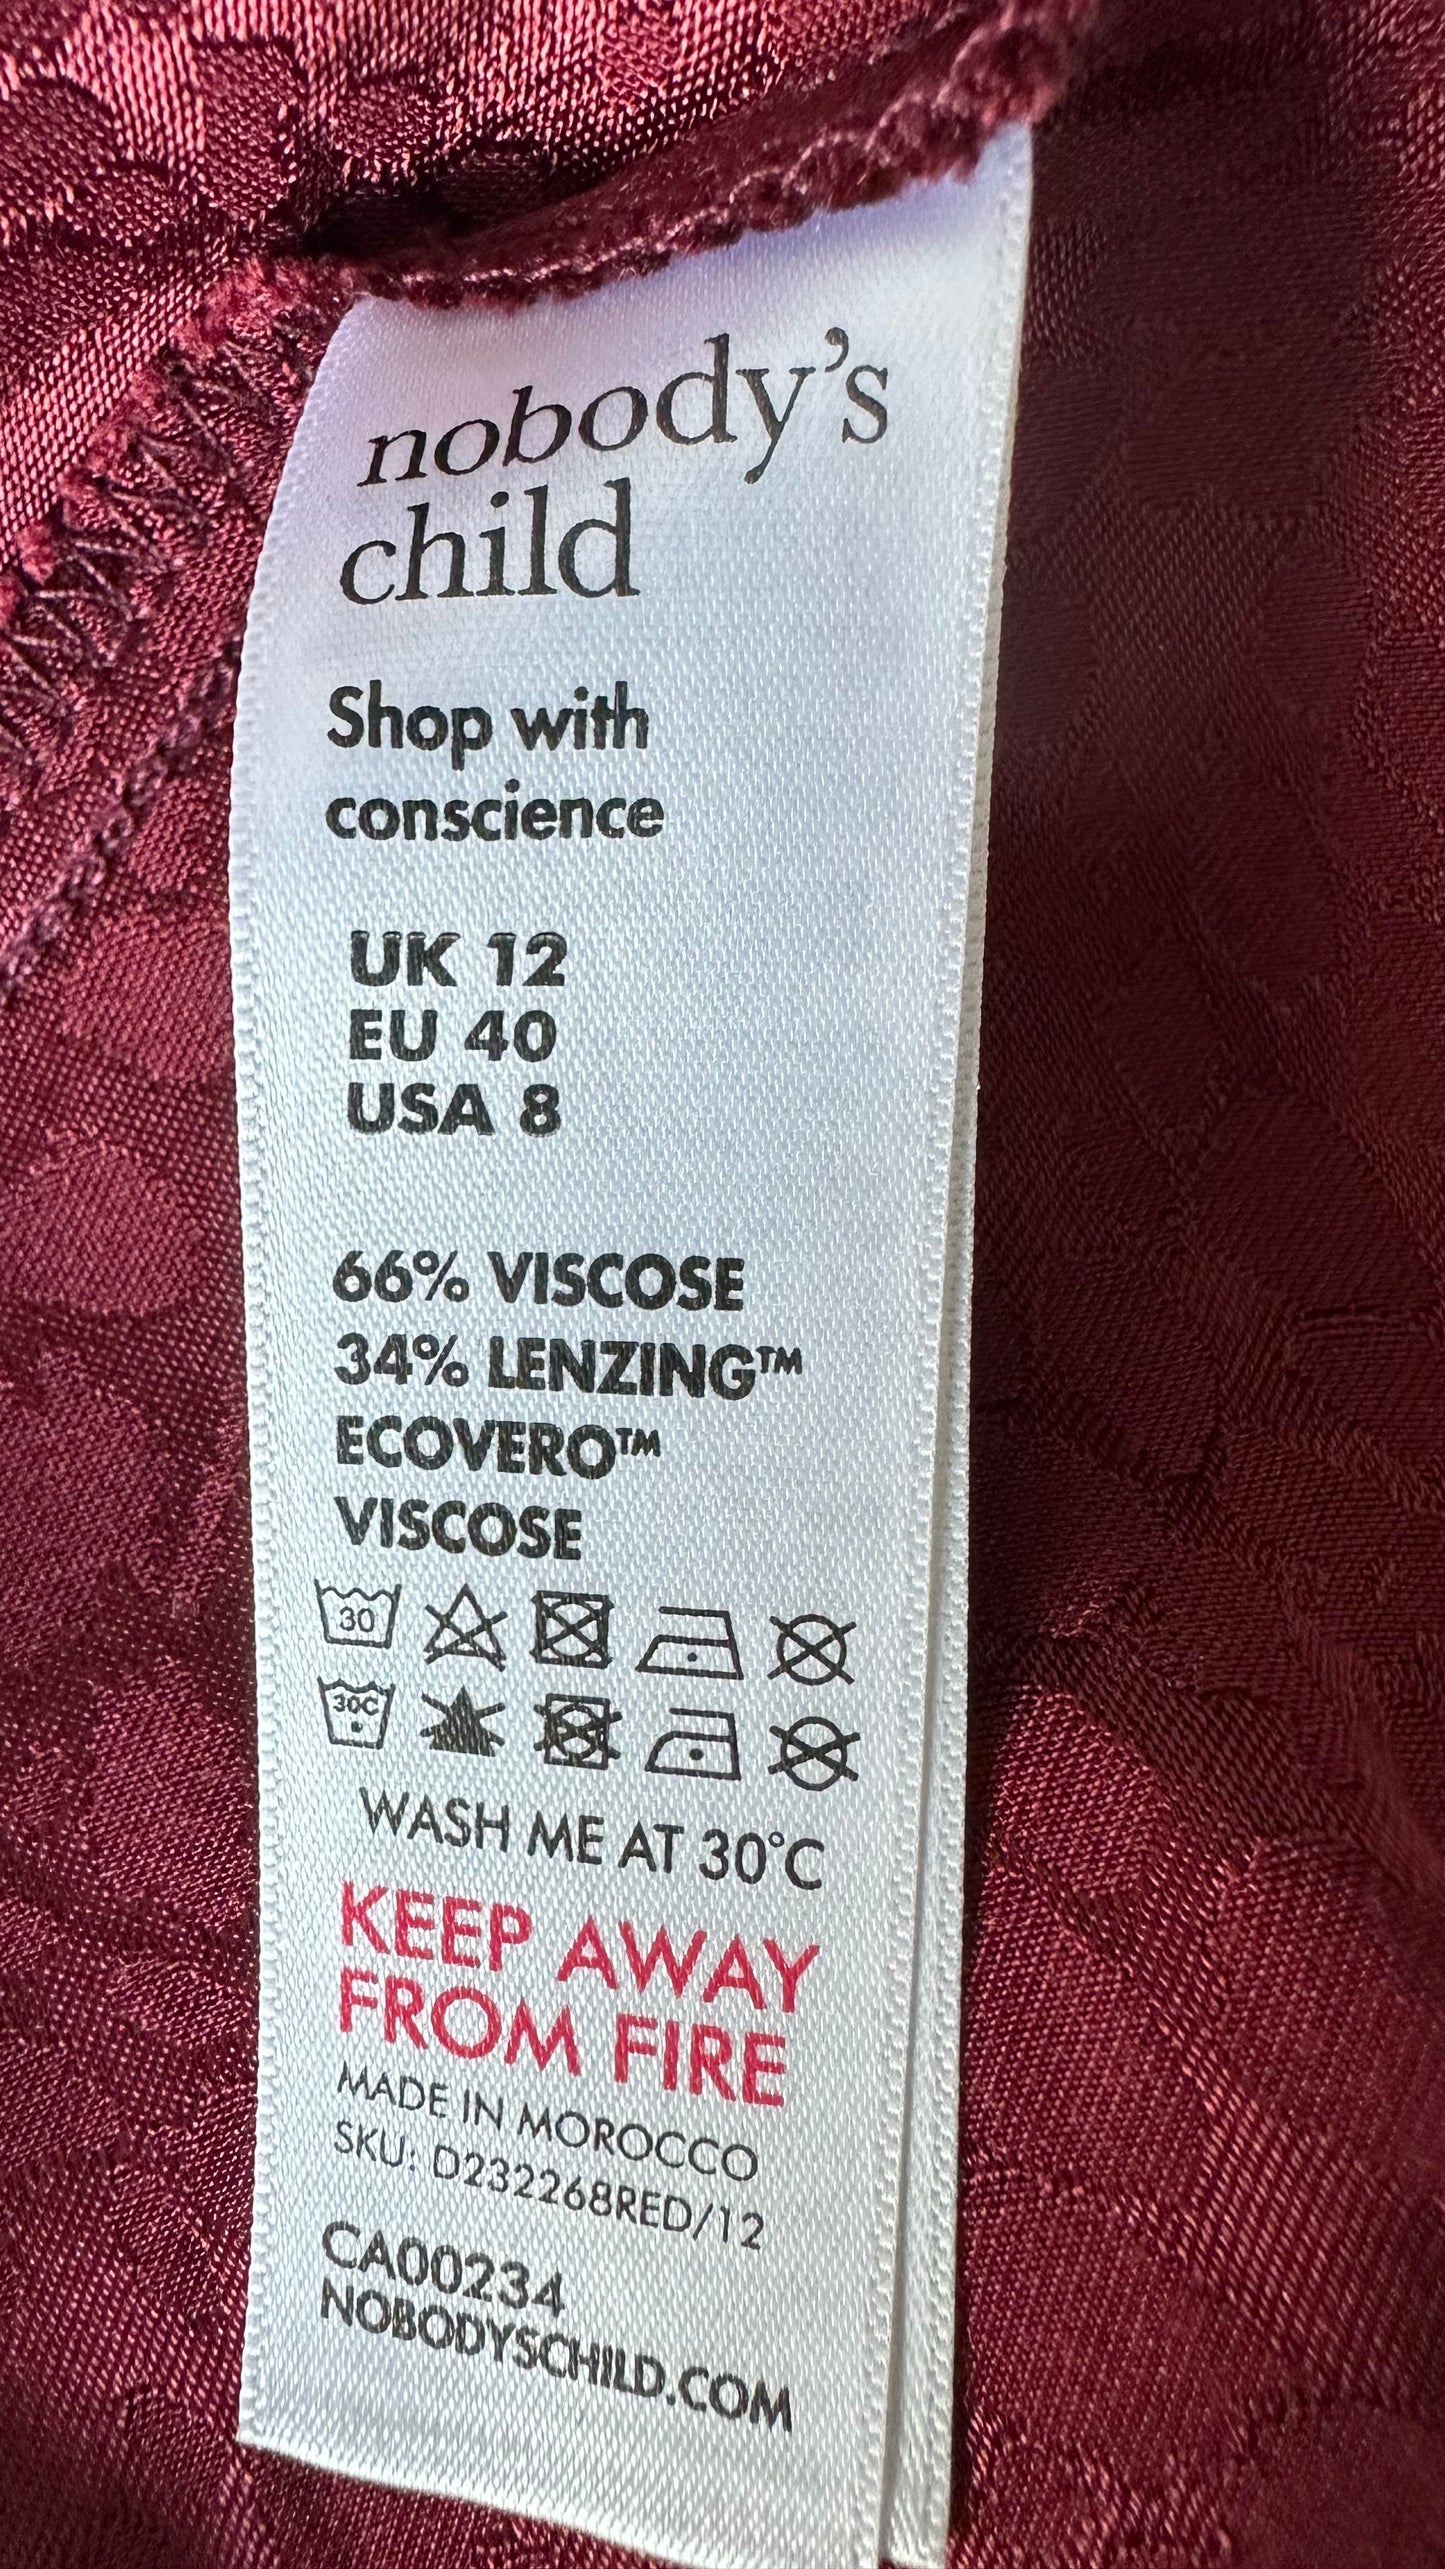 nobody's
child
Shop with
conscience
UK 12
EU 40
USA 8
66% VISCOSE
34% LENZING™
ECOVERO™
VISCOSE
30
30C
WASH ME AT 30°C
KEEP AWAY
FROM FIRE
MADE IN MOROCCO
SKU: D232268RED/12
CA00234
NOBODYSCHILD.COM